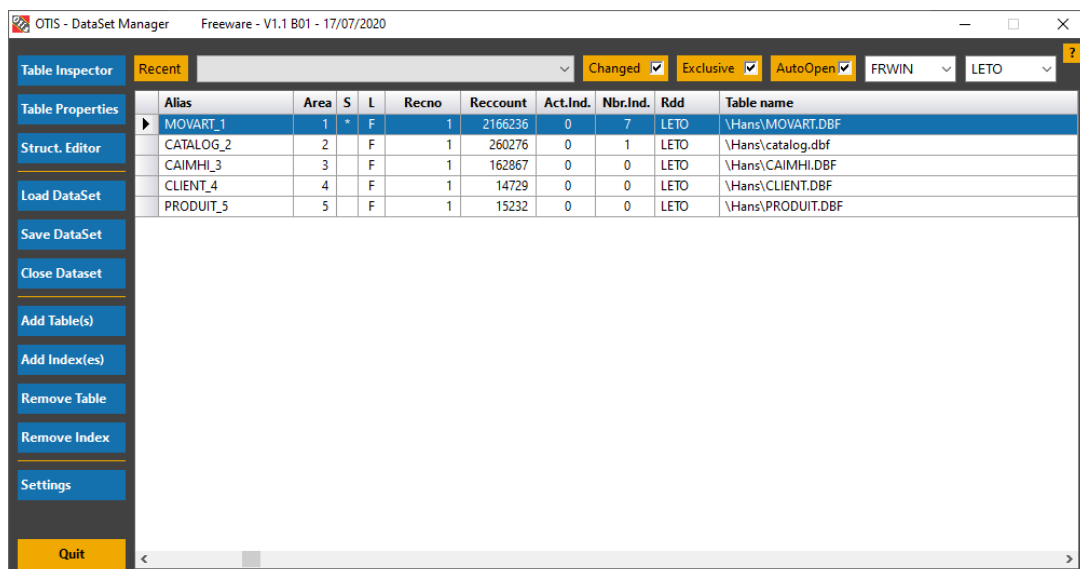 OTIS - DataSet Manager Freeware - V1.1 B01 - 17/07/2020
?
Table Inspector
Recent Changed Exclusive AutoOpen FRWIN LETO
Table Properties
Struct. Editor
Load DataSet
Save DataSet
Close Dataset
Add Table(s)
Add Index(es)
Remove Table
Remove Index
Settings
Quit
Alias Area S L Recno Reccount Act.Ind. Nbr.Ind. Rdd Table name
MOVART_1 1 * F 1 2166236 0 7 LETO \Hans\MOVART.DBF
CATALOG_2 2 F 1 260276 0 1 LETO \Hans\catalog.dbf
CAIMHI_3 3 F 1 162867 0 0 LETO \Hans\CAIMHI.DBF
CLIENT_4 4 F 1 14729 0 0 LETO \Hans\CLIENT.DBF
PRODUIT_5 5 F 1 15232 0 0 LETO \Hans\PRODUIT.DBF